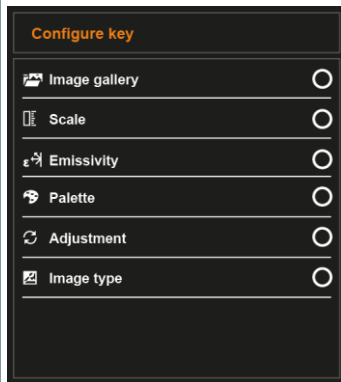 Configure key
Image gallery
Scale
ε Emissivity
Palette
Adjustment
Image type